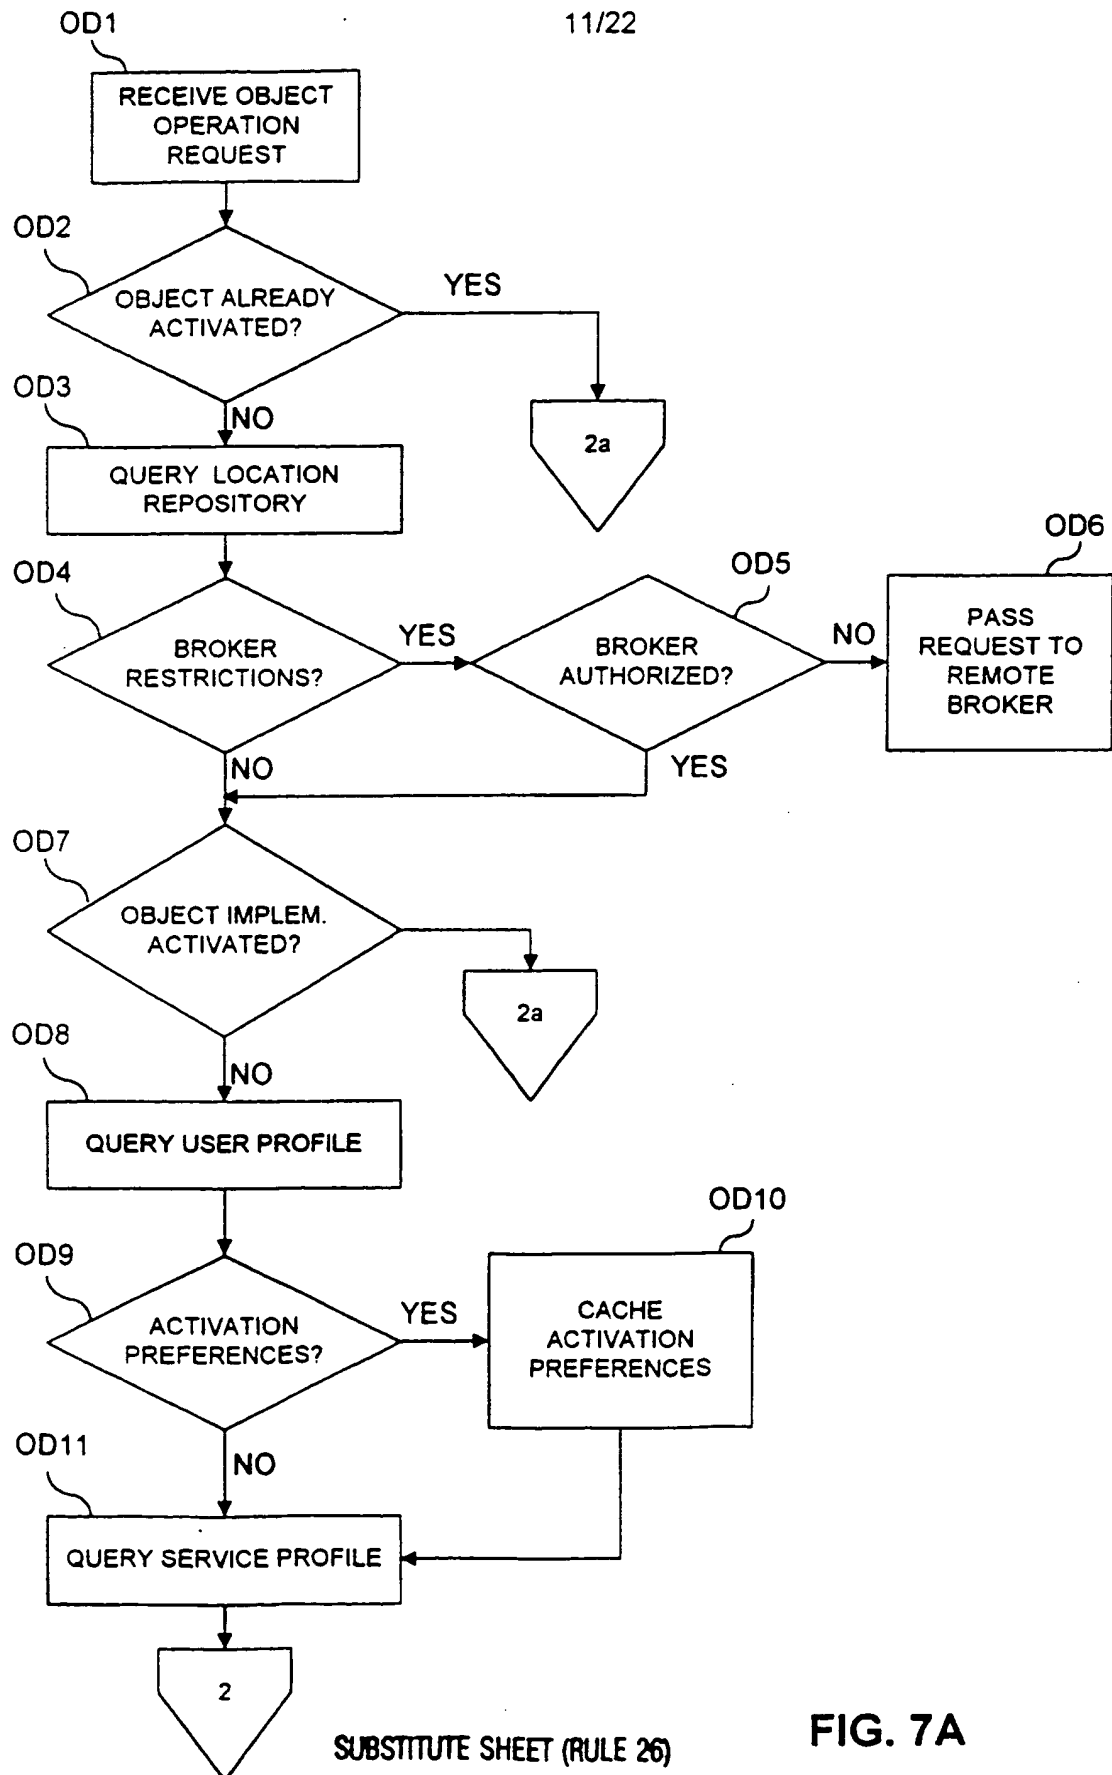 OD1
11/22
RECEIVE OBJECT
OPERATION
REQUEST
OD2
OBJECT ALREADY
ACTIVATED?
YES
2a
NO
OD3
QUERY LOCATION
REPOSITORY
OD4
BROKER
RESTRICTIONS?
YES
OD5
BROKER
AUTHORIZED?
NO
OD6
PASS
REQUEST TO
REMOTE
BROKER
NO
YES
OD7
OBJECT IMPLEM.
ACTIVATED?
2a
NO
OD8
QUERY USER PROFILE
OD9
ACTIVATION
PREFERENCES?
YES
OD10
CACHE
ACTIVATION
PREFERENCES
NO
OD11
QUERY SERVICE PROFILE
2
SUBSTITUTE SHEET (RULE 26)
FIG. 7A